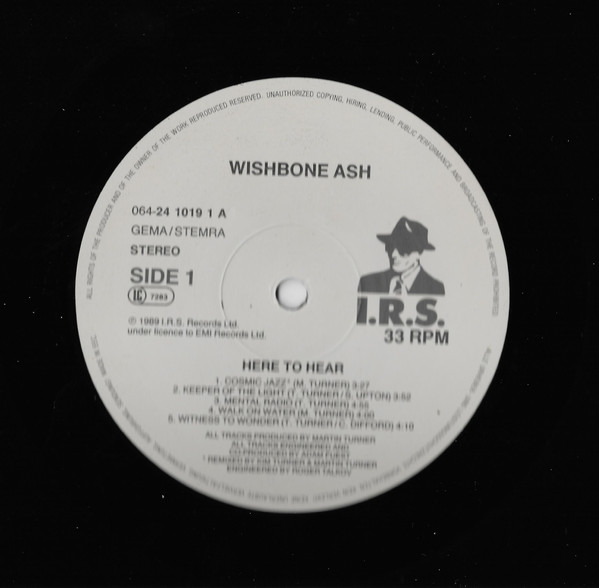 ALL RIGHTS OF THE PRODUCER AND OF THE OWNER OF THE WORK REPRODUCED RESERVED. UNAUTHORIZED COPYING, HIRING, LENDING, PUBLIC PERFORMANCE AND BROADCASTING OF THE RECORD PROHIBITED
WISHBONE ASH
064-24 1019 1 A
GEMA/STEMRA
STEREO
SIDE 1
LC 7283
℗ 1989 I.R.S. Records Ltd.
under licence to EMI Records Ltd.
I.R.S.
33 RPM
HERE TO HEAR
1. COSMIC JAZZ* (M. TURNER) 3:27
2. KEEPER OF THE LIGHT (T. TURNER/S. UPTON) 3:52
3. MENTAL RADIO (T. TURNER) 4:55
4. WALK ON WATER (M. TURNER) 4:00
5. WITNESS TO WONDER (T. TURNER/C. DIFFORD) 4:10
ALL TRACKS PRODUCED BY MARTIN TURNER
ALL TRACKS ENGINEERED AND
CO-PRODUCED BY ADAM FUEST
* REMIXED BY KIM TURNER & MARTIN TURNER
ENGINEERED BY ROGER TALKOV